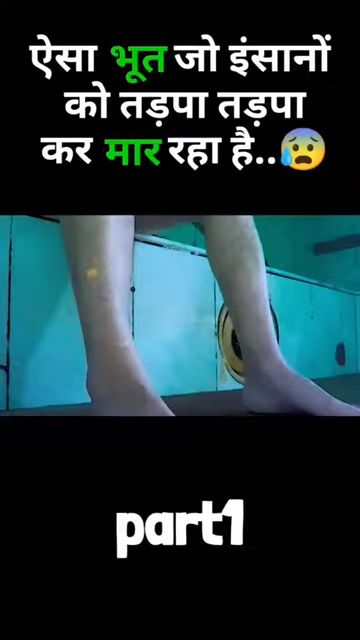 ऐसा भूत जो इंसानों
को तड़पा तड़पा
कर मार रहा है..😰
part1